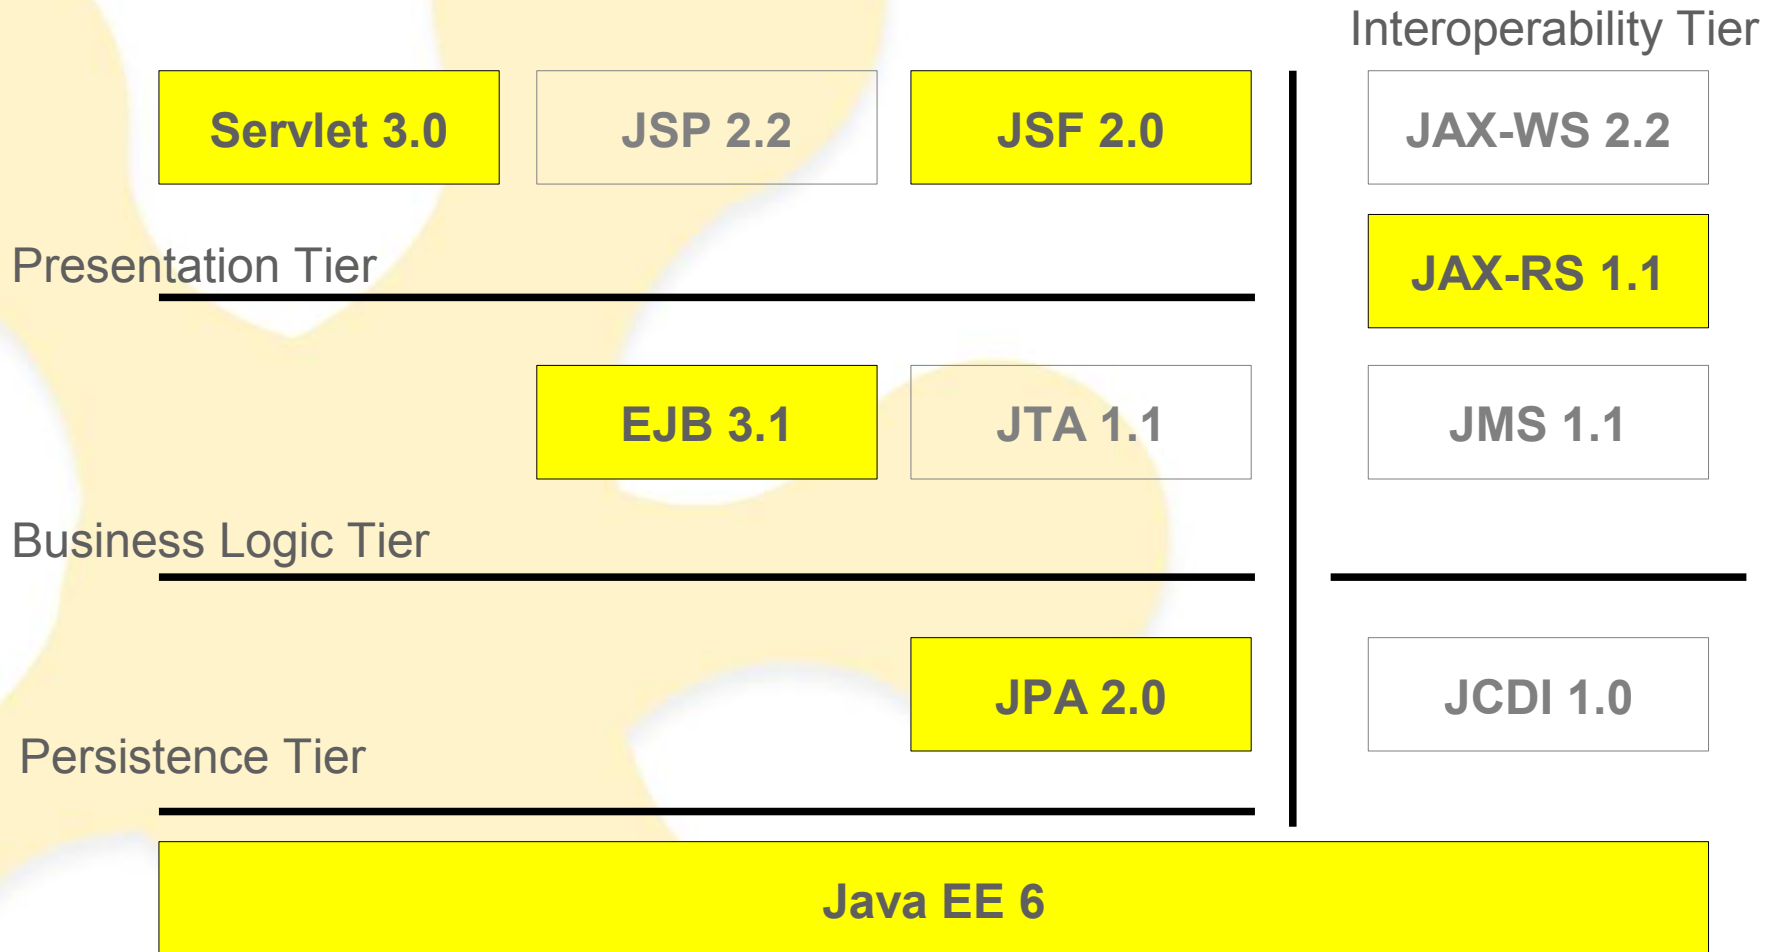 Interoperability Tier
Servlet 3.0
JSP 2.2
JSF 2.0
JAX-WS 2.2
Presentation Tier
JAX-RS 1.1
EJB 3.1
JTA 1.1
JMS 1.1
Business Logic Tier
JPA 2.0
JCDI 1.0
Persistence Tier
Java EE 6